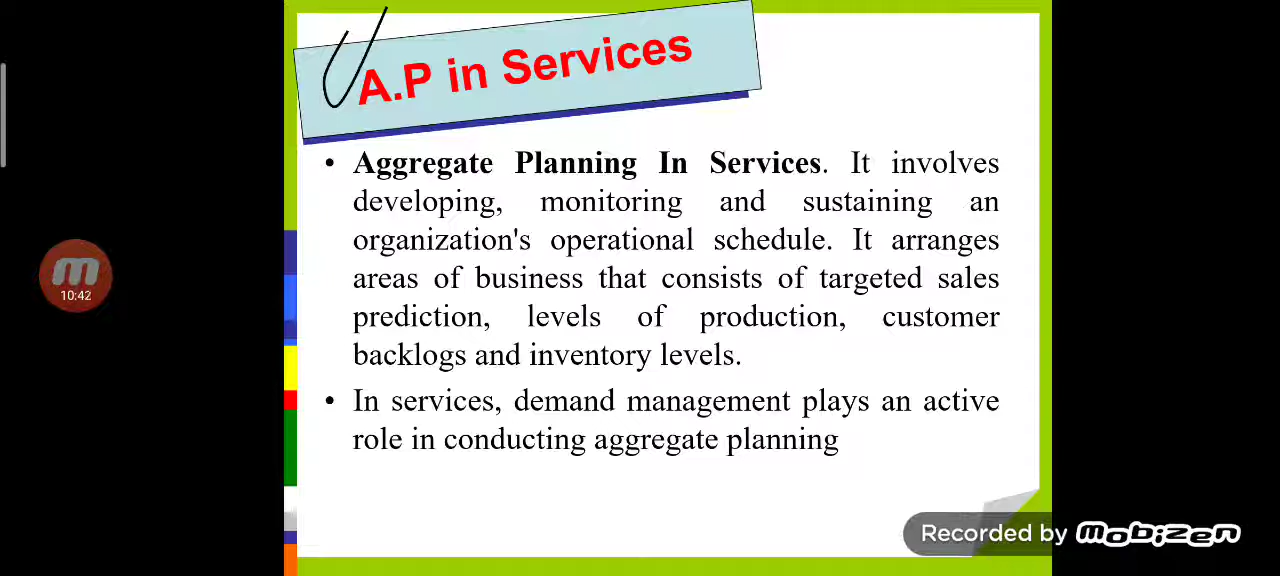 A.P in Services
• Aggregate Planning In Services. It involves
developing, monitoring and sustaining an
organization's operational schedule. It arranges
areas of business that consists of targeted sales
prediction, levels of production, customer
backlogs and inventory levels.
• In services, demand management plays an active
role in conducting aggregate planning
10:42
Recorded by mobizen